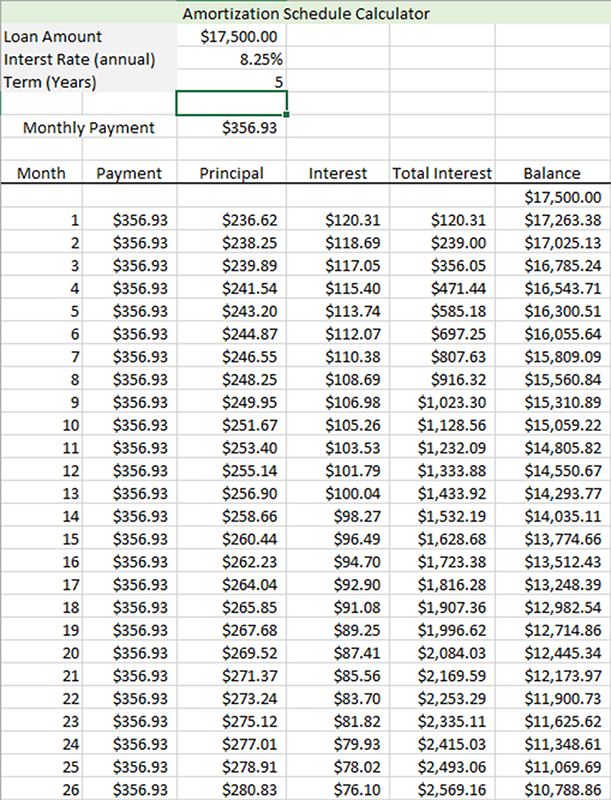 Amortization Schedule Calculator
Loan Amount $17,500.00
Interst Rate (annual) 8.25%
Term (Years) 5
Monthly Payment $356.93
Month Payment Principal Interest Total Interest Balance
$17,500.00
1 $356.93 $236.62 $120.31 $120.31 $17,263.38
2 $356.93 $238.25 $118.69 $239.00 $17,025.13
3 $356.93 $239.89 $117.05 $356.05 $16,785.24
4 $356.93 $241.54 $115.40 $471.44 $16,543.71
5 $356.93 $243.20 $113.74 $585.18 $16,300.51
6 $356.93 $244.87 $112.07 $697.25 $16,055.64
7 $356.93 $246.55 $110.38 $807.63 $15,809.09
8 $356.93 $248.25 $108.69 $916.32 $15,560.84
9 $356.93 $249.95 $106.98 $1,023.30 $15,310.89
10 $356.93 $251.67 $105.26 $1,128.56 $15,059.22
11 $356.93 $253.40 $103.53 $1,232.09 $14,805.82
12 $356.93 $255.14 $101.79 $1,333.88 $14,550.67
13 $356.93 $256.90 $100.04 $1,433.92 $14,293.77
14 $356.93 $258.66 $98.27 $1,532.19 $14,035.11
15 $356.93 $260.44 $96.49 $1,628.68 $13,774.66
16 $356.93 $262.23 $94.70 $1,723.38 $13,512.43
17 $356.93 $264.04 $92.90 $1,816.28 $13,248.39
18 $356.93 $265.85 $91.08 $1,907.36 $12,982.54
19 $356.93 $267.68 $89.25 $1,996.62 $12,714.86
20 $356.93 $269.52 $87.41 $2,084.03 $12,445.34
21 $356.93 $271.37 $85.56 $2,169.59 $12,173.97
22 $356.93 $273.24 $83.70 $2,253.29 $11,900.73
23 $356.93 $275.12 $81.82 $2,335.11 $11,625.62
24 $356.93 $277.01 $79.93 $2,415.03 $11,348.61
25 $356.93 $278.91 $78.02 $2,493.06 $11,069.69
26 $356.93 $280.83 $76.10 $2,569.16 $10,788.86